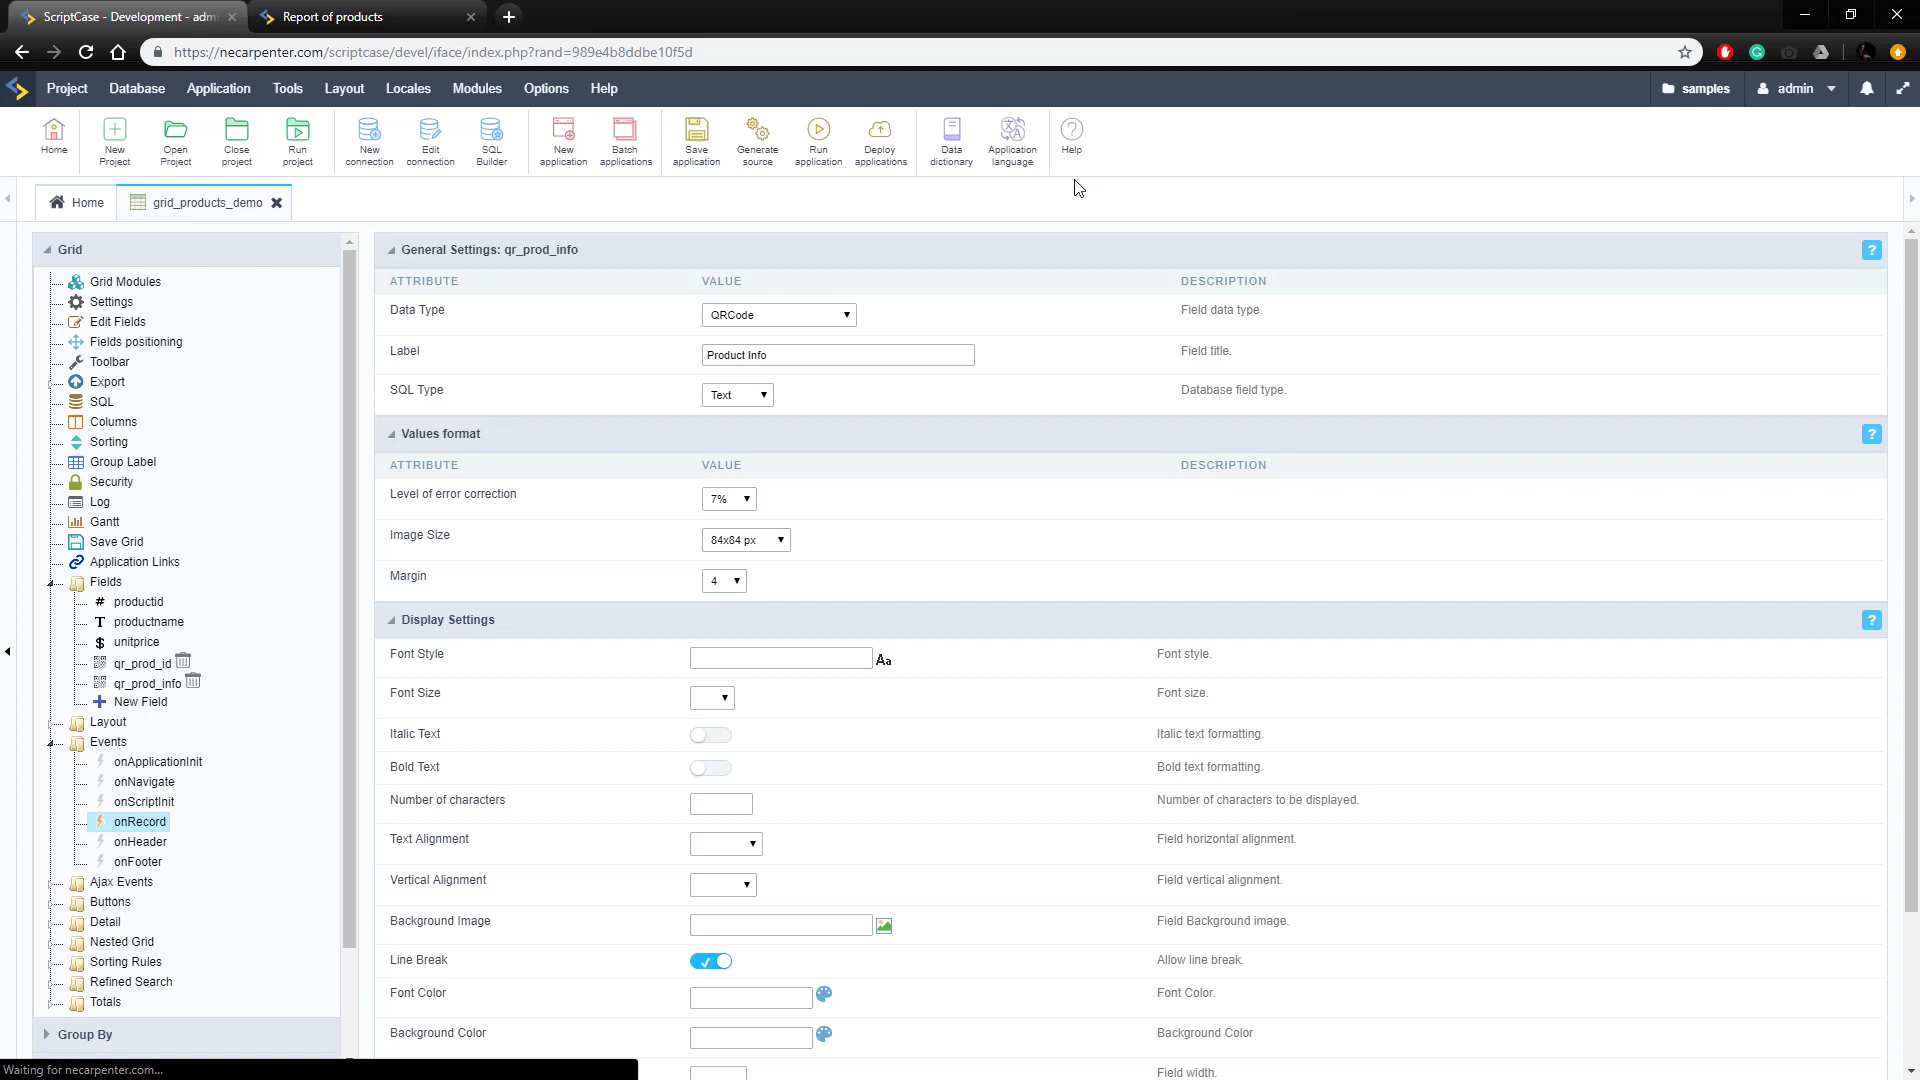 ScriptCase - Development - adm
Report of products
https://necarpenter.com/scriptcase/devel/iface/index.php?rand=989e4b8ddbe10f5d
Project Database Application Tools Layout Locales Modules Options Help
samples admin
Home
New Project
Open Project
Close project
Run project
New connection
Edit connection
SQL Builder
New application
Batch applications
Save application
Generate source
Run application
Deploy applications
Data dictionary
Application language
Help
Home grid_products_demo
Grid
Grid Modules
Settings
Edit Fields
Fields positioning
Toolbar
Export
SQL
Columns
Sorting
Group Label
Security
Log
Gantt
Save Grid
Application Links
Fields
# productid
T productname
$ unitprice
qr_prod_id
qr_prod_info
New Field
Layout
Events
onApplicationInit
onNavigate
onScriptInit
onRecord
onHeader
onFooter
Ajax Events
Buttons
Detail
Nested Grid
Sorting Rules
Refined Search
Totals
Group By
General Settings: qr_prod_info ?
ATTRIBUTE VALUE DESCRIPTION
Data Type QRCode Field data type.
Label Product Info Field title.
SQL Type Text Database field type.
Values format ?
ATTRIBUTE VALUE DESCRIPTION
Level of error correction 7%
Image Size 84x84 px
Margin 4
Display Settings ?
Font Style Aa Font style.
Font Size Font size.
Italic Text Italic text formatting.
Bold Text Bold text formatting.
Number of characters Number of characters to be displayed.
Text Alignment Field horizontal alignment.
Vertical Alignment Field vertical alignment.
Background Image Field Background image.
Line Break Allow line break.
Font Color Font Color.
Background Color Background Color
Field width.
Waiting for necarpenter.com...